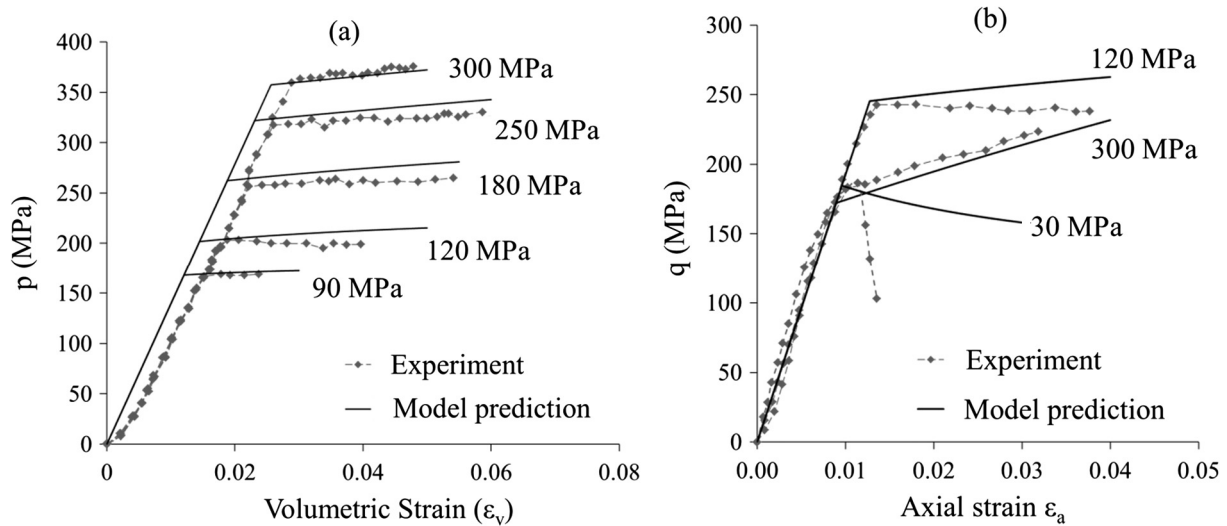 (a)
400
350
300
250
200
150
100
50
0
p (MPa)
300 MPa
250 MPa
180 MPa
120 MPa
90 MPa
Experiment
Model prediction
0
0.02
0.04
0.06
0.08
Volumetric Strain (εv)
(b)
300
250
200
150
100
50
0
q (MPa)
120 MPa
300 MPa
30 MPa
Experiment
Model prediction
0.00
0.01
0.02
0.03
0.04
0.05
Axial strain εa